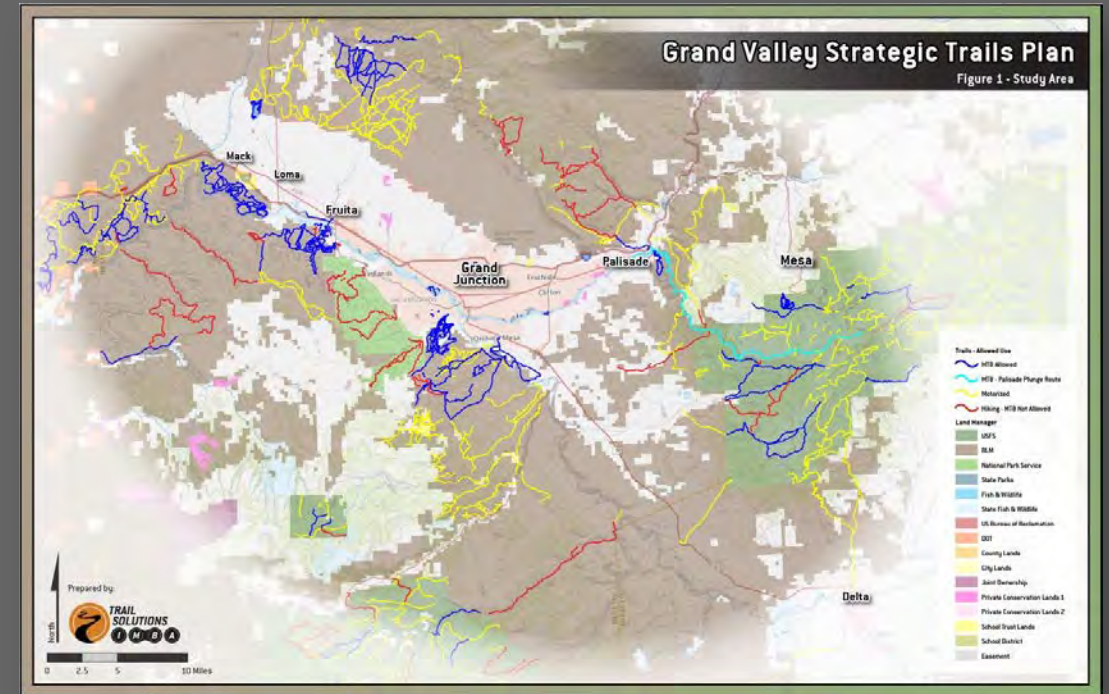 Grand Valley Strategic Trails Plan
Figure 1 - Study Area
Mack
Loma
Fruita
Grand
Junction
Palisade
Mesa
Fruitvale
Clifton
Orchard Mesa
Delta
Trails - Allowed Use
MTB Allowed
MTB - Palisade Plunge Route
Motorized
Hiking - MTB Not Allowed
Land Manager
USFS
BLM
National Park Service
State Parks
Fish & Wildlife
State Fish & Wildlife
US Bureau of Reclamation
DOT
County Lands
City Lands
Joint Ownership
Private Conservation Lands 1
Private Conservation Lands 2
School Trust Lands
School District
Easement
North
Prepared by:
TRAIL
SOLUTIONS
IMBA
0 2.5 5 10 Miles